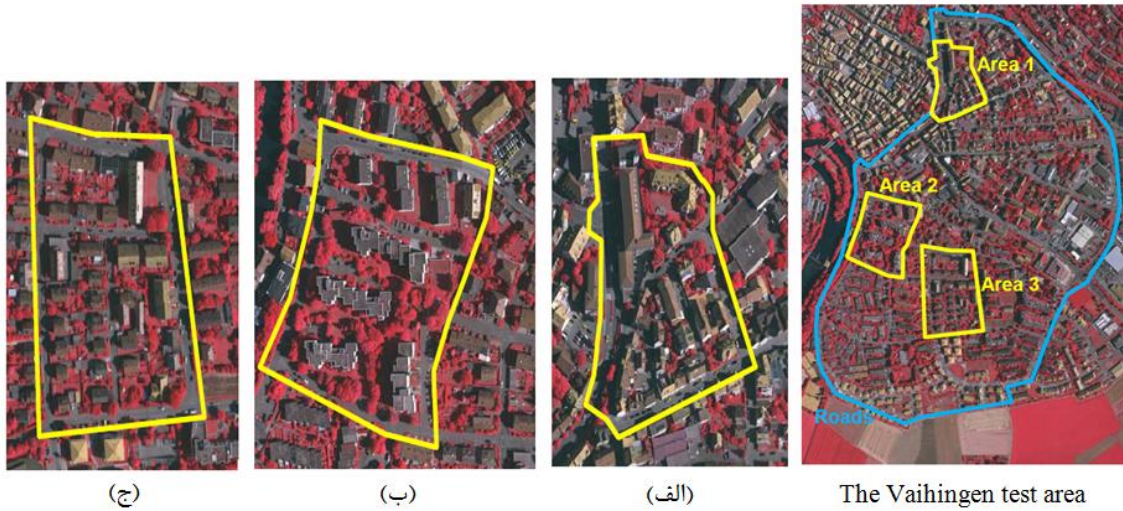 Area 1
Area 2
Area 3
Roads
(ج)
(ب)
(الف)
The Vaihingen test area